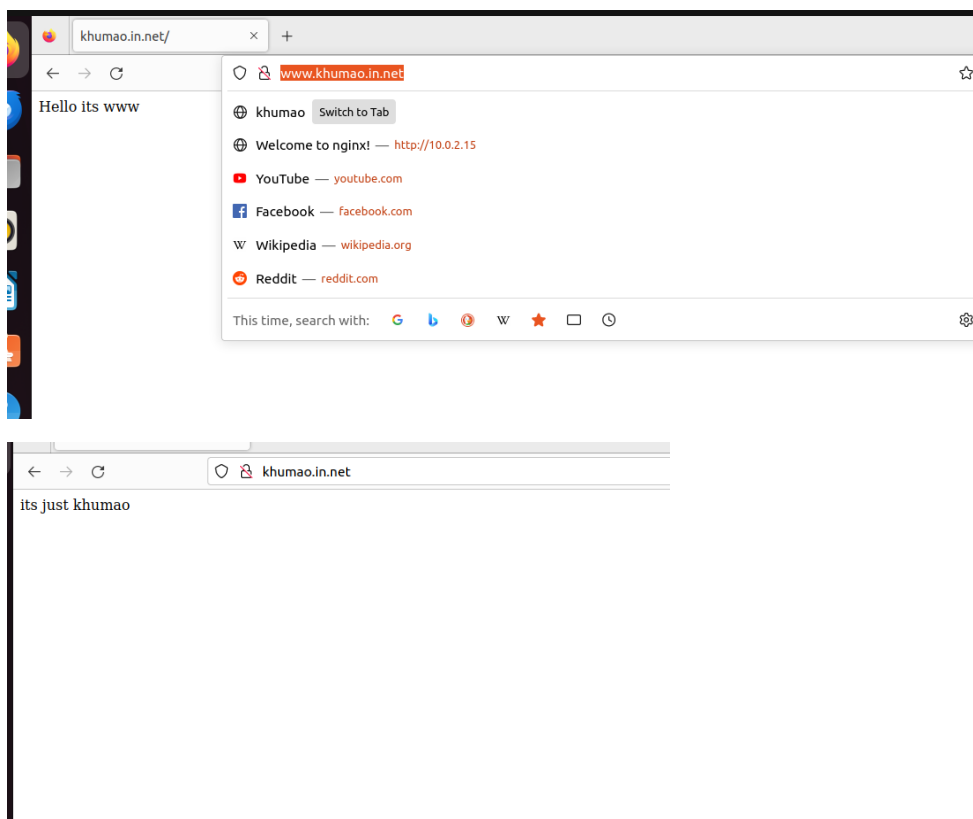 khumao.in.net/
www.khumao.in.net
Hello its www
khumao Switch to Tab
Welcome to nginx! — http://10.0.2.15
YouTube — youtube.com
Facebook — facebook.com
W Wikipedia — wikipedia.org
Reddit — reddit.com
This time, search with: G b W
khumao.in.net
its just khumao